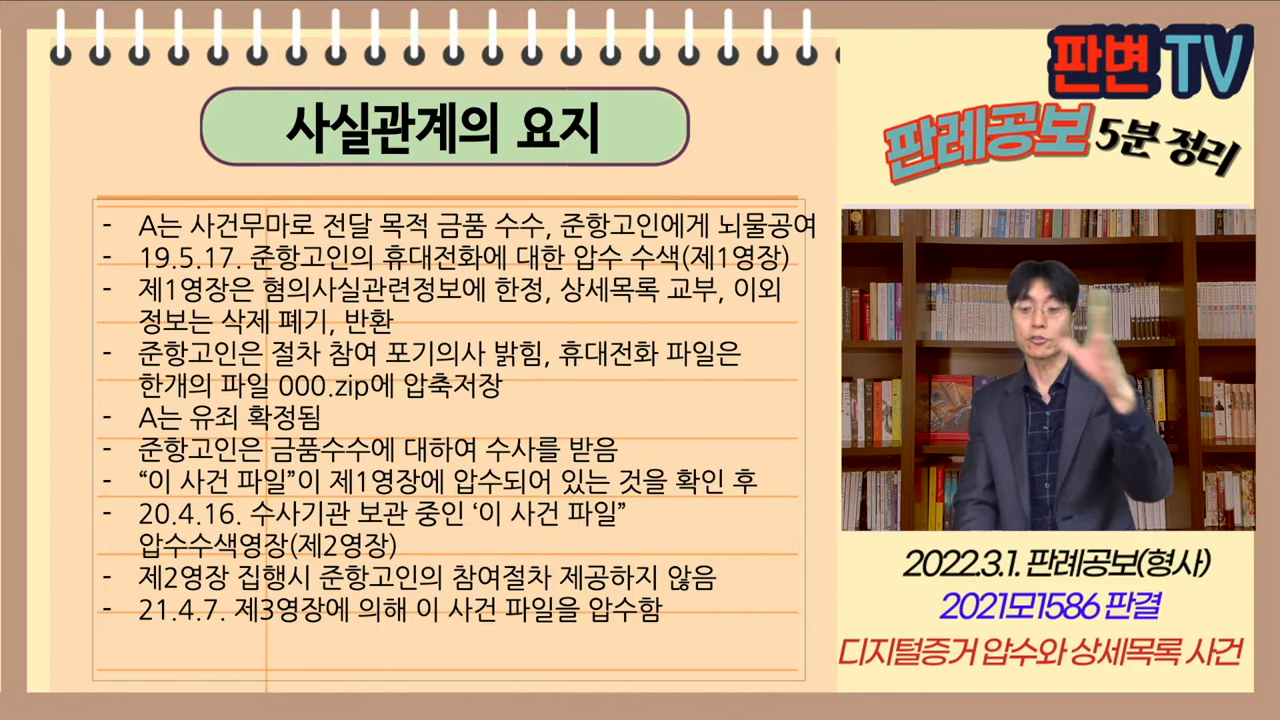 사실관계의 요지
- A는 사건무마로 전달 목적 금품 수수, 준항고인에게 뇌물공여
- 19.5.17. 준항고인의 휴대전화에 대한 압수 수색(제1영장)
- 제1영장은 혐의사실관련정보에 한정, 상세목록 교부, 이외
정보는 삭제 폐기, 반환
- 준항고인은 절차 참여 포기의사 밝힘, 휴대전화 파일은
한개의 파일 000.zip에 압축저장
- A는 유죄 확정됨
- 준항고인은 금품수수에 대하여 수사를 받음
- “이 사건 파일”이 제1영장에 압수되어 있는 것을 확인 후
- 20.4.16. 수사기관 보관 중인 ‘이 사건 파일”
압수수색영장(제2영장)
- 제2영장 집행시 준항고인의 참여절차 제공하지 않음
- 21.4.7. 제3영장에 의해 이 사건 파일을 압수함
판변 TV
판례공보 5분 정리
2022.3.1. 판례공보(형사)
2021모1586 판결
디지털증거 압수와 상세목록 사건